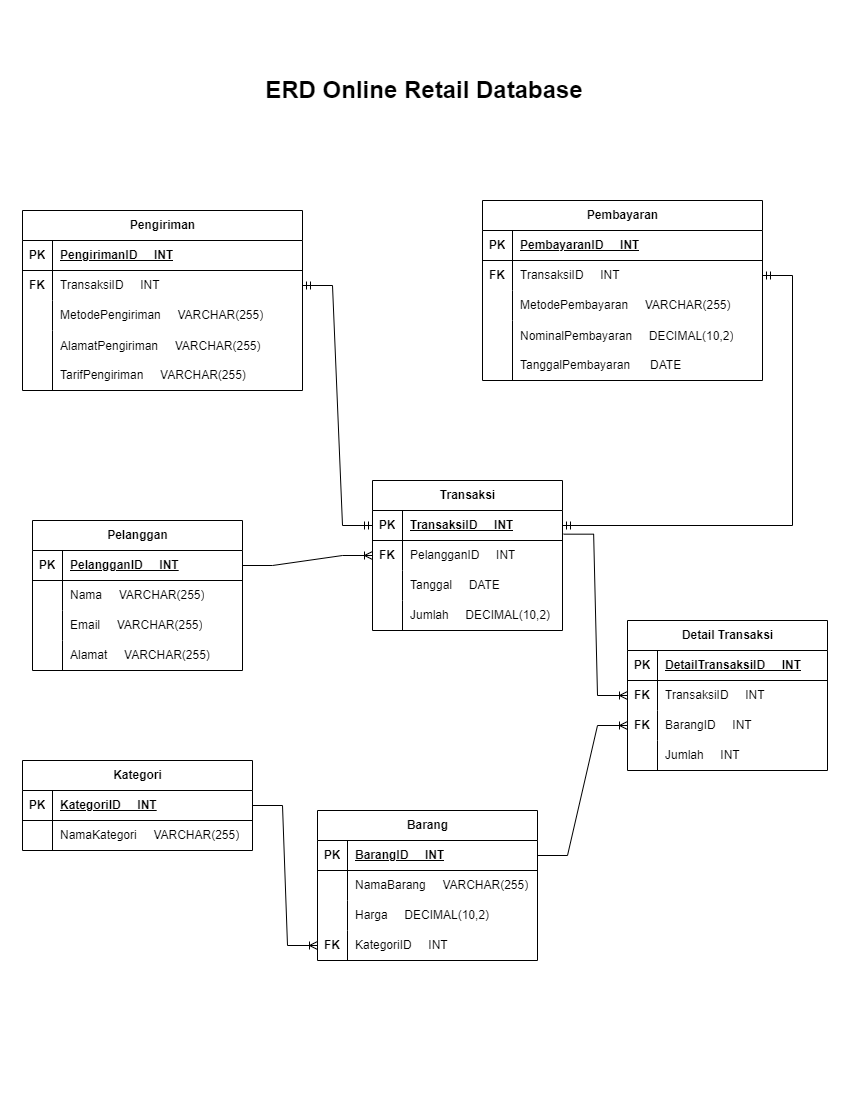 ERD Online Retail Database
Pengiriman
PK PengirimanID INT
FK TransaksiID INT
MetodePengiriman VARCHAR(255)
AlamatPengiriman VARCHAR(255)
TarifPengiriman VARCHAR(255)
Pembayaran
PK PembayaranID INT
FK TransaksiID INT
MetodePembayaran VARCHAR(255)
NominalPembayaran DECIMAL(10,2)
TanggalPembayaran DATE
Transaksi
PK TransaksiID INT
FK PelangganID INT
Tanggal DATE
Jumlah DECIMAL(10,2)
Pelanggan
PK PelangganID INT
Nama VARCHAR(255)
Email VARCHAR(255)
Alamat VARCHAR(255)
Detail Transaksi
PK DetailTransaksiID INT
FK TransaksiID INT
FK BarangID INT
Jumlah INT
Kategori
PK KategoriID INT
NamaKategori VARCHAR(255)
Barang
PK BarangID INT
NamaBarang VARCHAR(255)
Harga DECIMAL(10,2)
FK KategoriID INT